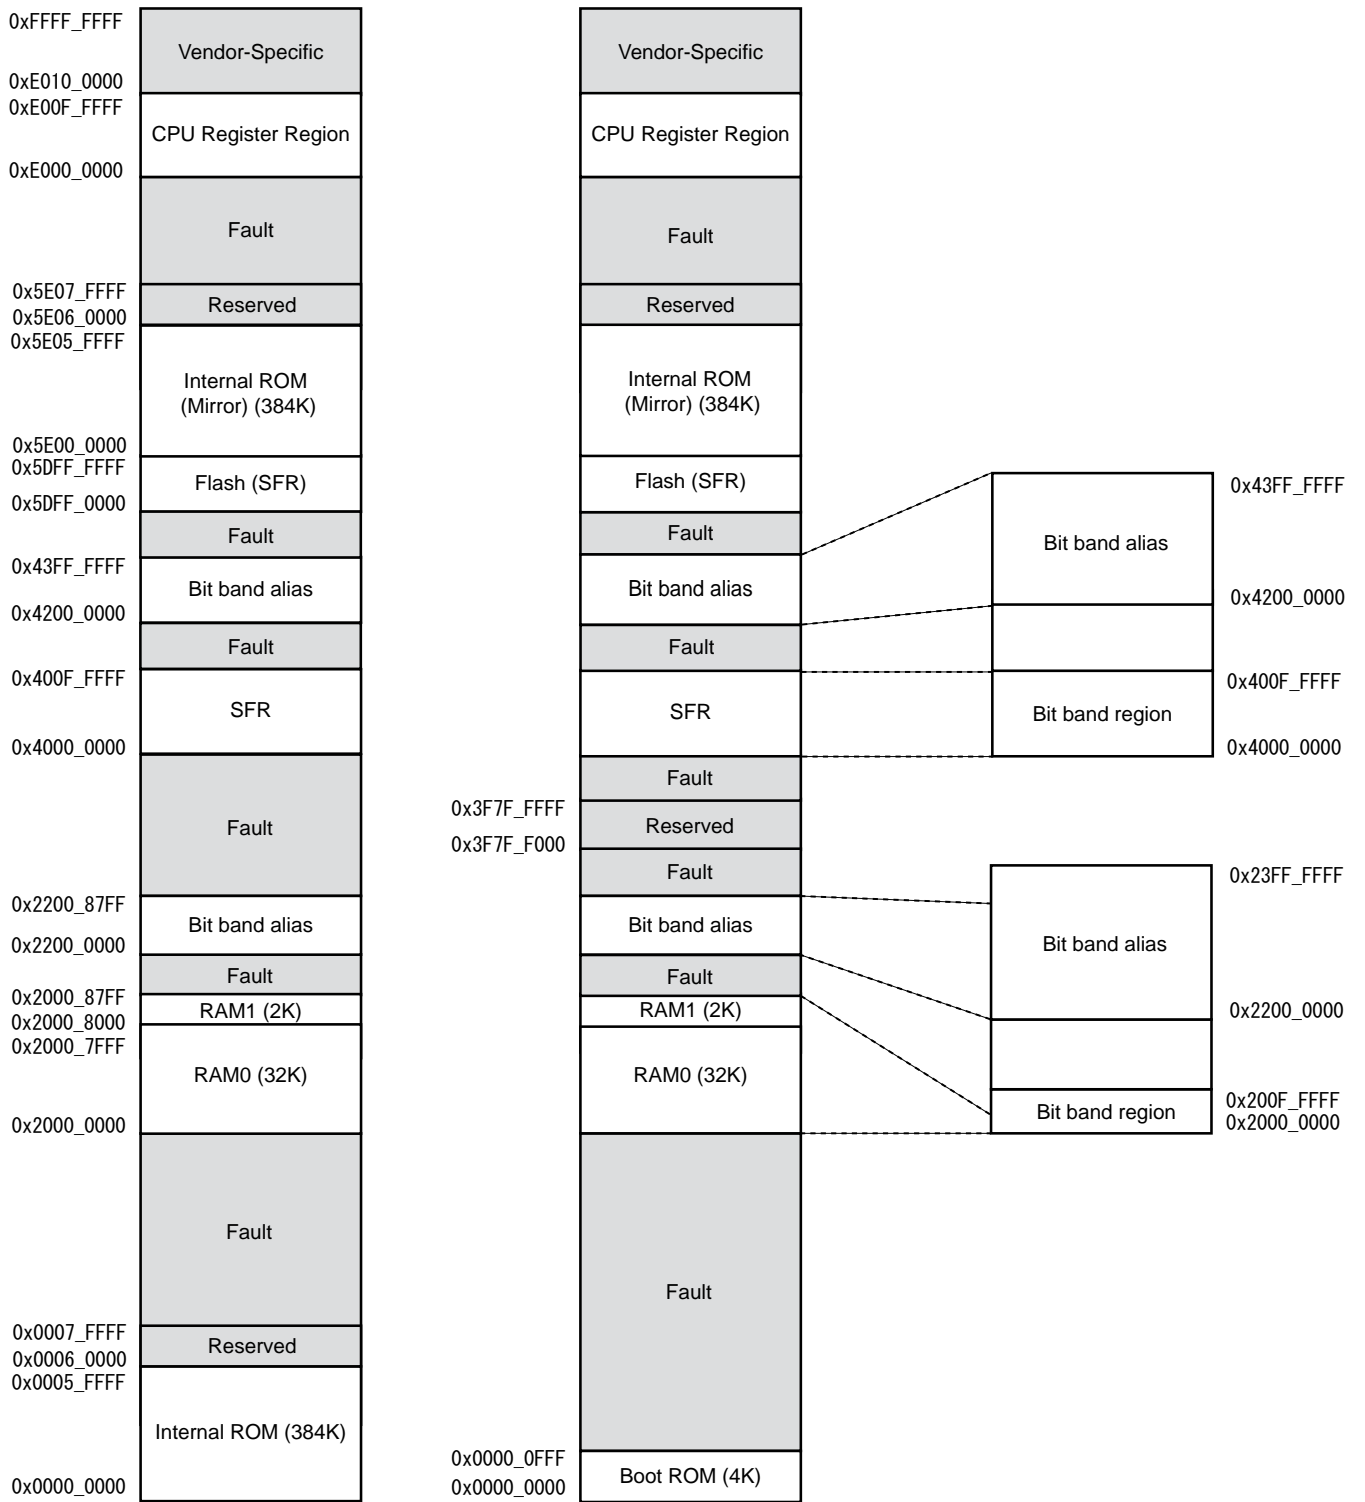 0xFFFF_FFFF
Vendor-Specific
0xE010_0000
0xE00F_FFFF
CPU Register Region
0xE000_0000
Fault
0x5E07_FFFF
Reserved
0x5E06_0000
0x5E05_FFFF
Internal ROM
(Mirror) (384K)
0x5E00_0000
0x5DFF_FFFF
Flash (SFR)
0x5DFF_0000
Fault
0x43FF_FFFF
Bit band alias
0x4200_0000
Fault
0x400F_FFFF
SFR
0x4000_0000
Fault
0x2200_87FF
Bit band alias
0x2200_0000
Fault
0x2000_87FF
RAM1 (2K)
0x2000_8000
0x2000_7FFF
RAM0 (32K)
0x2000_0000
Fault
0x0007_FFFF
Reserved
0x0006_0000
0x0005_FFFF
Internal ROM (384K)
0x0000_0000
Vendor-Specific
CPU Register Region
Fault
Reserved
Internal ROM
(Mirror) (384K)
Flash (SFR)
Fault
Bit band alias
Fault
SFR
Fault
0x3F7F_FFFF
Reserved
0x3F7F_F000
Fault
Bit band alias
Fault
RAM1 (2K)
RAM0 (32K)
Fault
0x0000_0FFF
Boot ROM (4K)
0x0000_0000
0x43FF_FFFF
Bit band alias
0x4200_0000
0x400F_FFFF
Bit band region
0x4000_0000
0x23FF_FFFF
Bit band alias
0x2200_0000
0x200F_FFFF
Bit band region
0x2000_0000